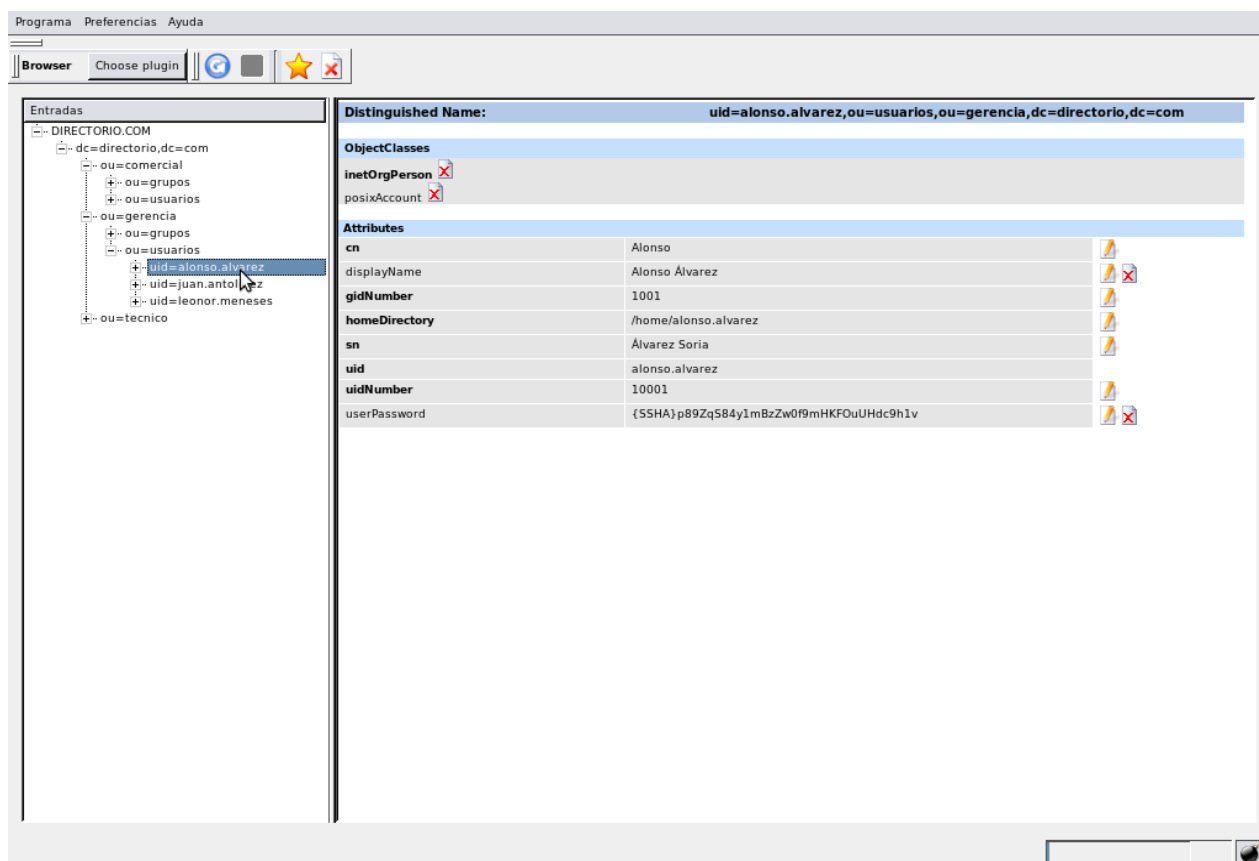 Programa Preferencias Ayuda
Browser Choose plugin
Entradas
DIRECTORIO.COM
dc=directorio,dc=com
ou=comercial
ou=grupos
ou=usuarios
ou=gerencia
ou=grupos
ou=usuarios
uid=alonso.alvarez
uid=juan.antol
uid=leonor.meneses
ou=tecnico
Distinguished Name: uid=alonso.alvarez,ou=usuarios,ou=gerencia,dc=directorio,dc=com
ObjectClasses
inetOrgPerson
posixAccount
Attributes
cn Alonso
displayName Alonso Álvarez
gidNumber 1001
homeDirectory /home/alonso.alvarez
sn Álvarez Soria
uid alonso.alvarez
uidNumber 10001
userPassword {SSHA}p89ZqS84y1mBzZw0f9mHKFOuUHdc9h1v